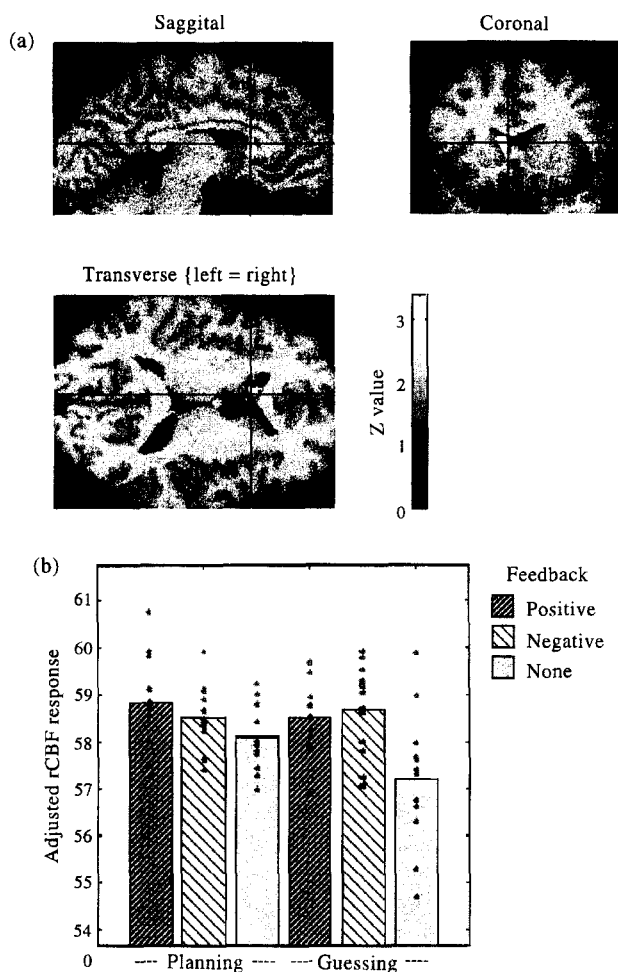 (a)
Saggital
Coronal
Transverse {left = right}
3
2
1
0
Z value
(b)
Feedback
Positive
Negative
None
Adjusted rCBF response
61
60
59
58
57
56
55
54
0
---- Planning ---- ---- Guessing ----